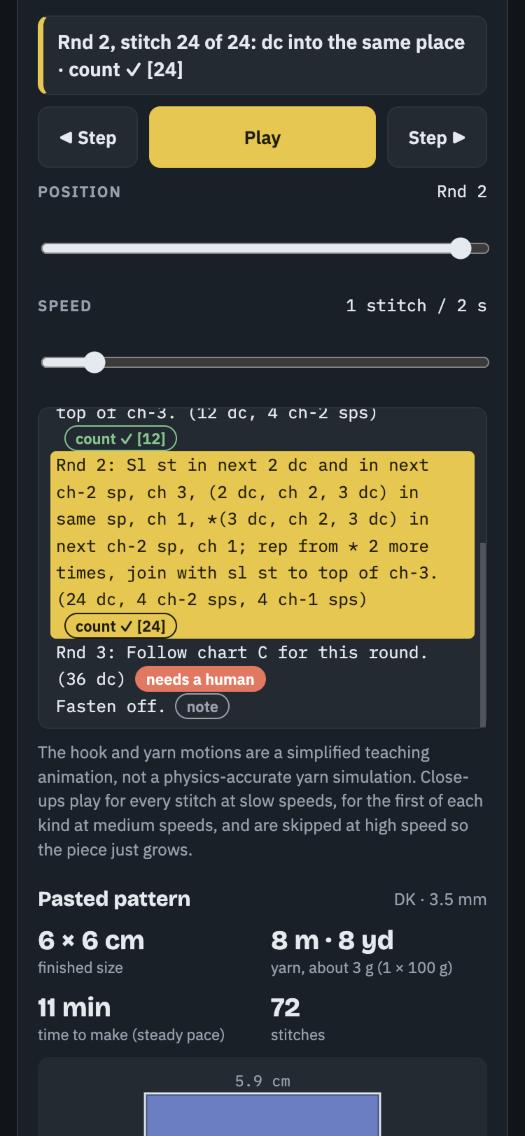 Rnd 2, stitch 24 of 24: dc into the same place
· count ✓ [24]
◀ Step
Play
Step ▶
POSITION
Rnd 2
SPEED
1 stitch / 2 s
top of ch-3. (12 dc, 4 ch-2 sps)
count ✓ [12]
Rnd 2: Sl st in next 2 dc and in next
ch-2 sp, ch 3, (2 dc, ch 2, 3 dc) in
same sp, ch 1, *(3 dc, ch 2, 3 dc) in
next ch-2 sp, ch 1; rep from * 2 more
times, join with sl st to top of ch-3.
(24 dc, 4 ch-2 sps, 4 ch-1 sps)
count ✓ [24]
Rnd 3: Follow chart C for this round.
(36 dc) needs a human
Fasten off. note
The hook and yarn motions are a simplified teaching
animation, not a physics-accurate yarn simulation. Close-
ups play for every stitch at slow speeds, for the first of each
kind at medium speeds, and are skipped at high speed so
the piece just grows.
Pasted pattern
DK · 3.5 mm
6 × 6 cm
finished size
8 m · 8 yd
yarn, about 3 g (1 × 100 g)
11 min
time to make (steady pace)
72
stitches
5.9 cm